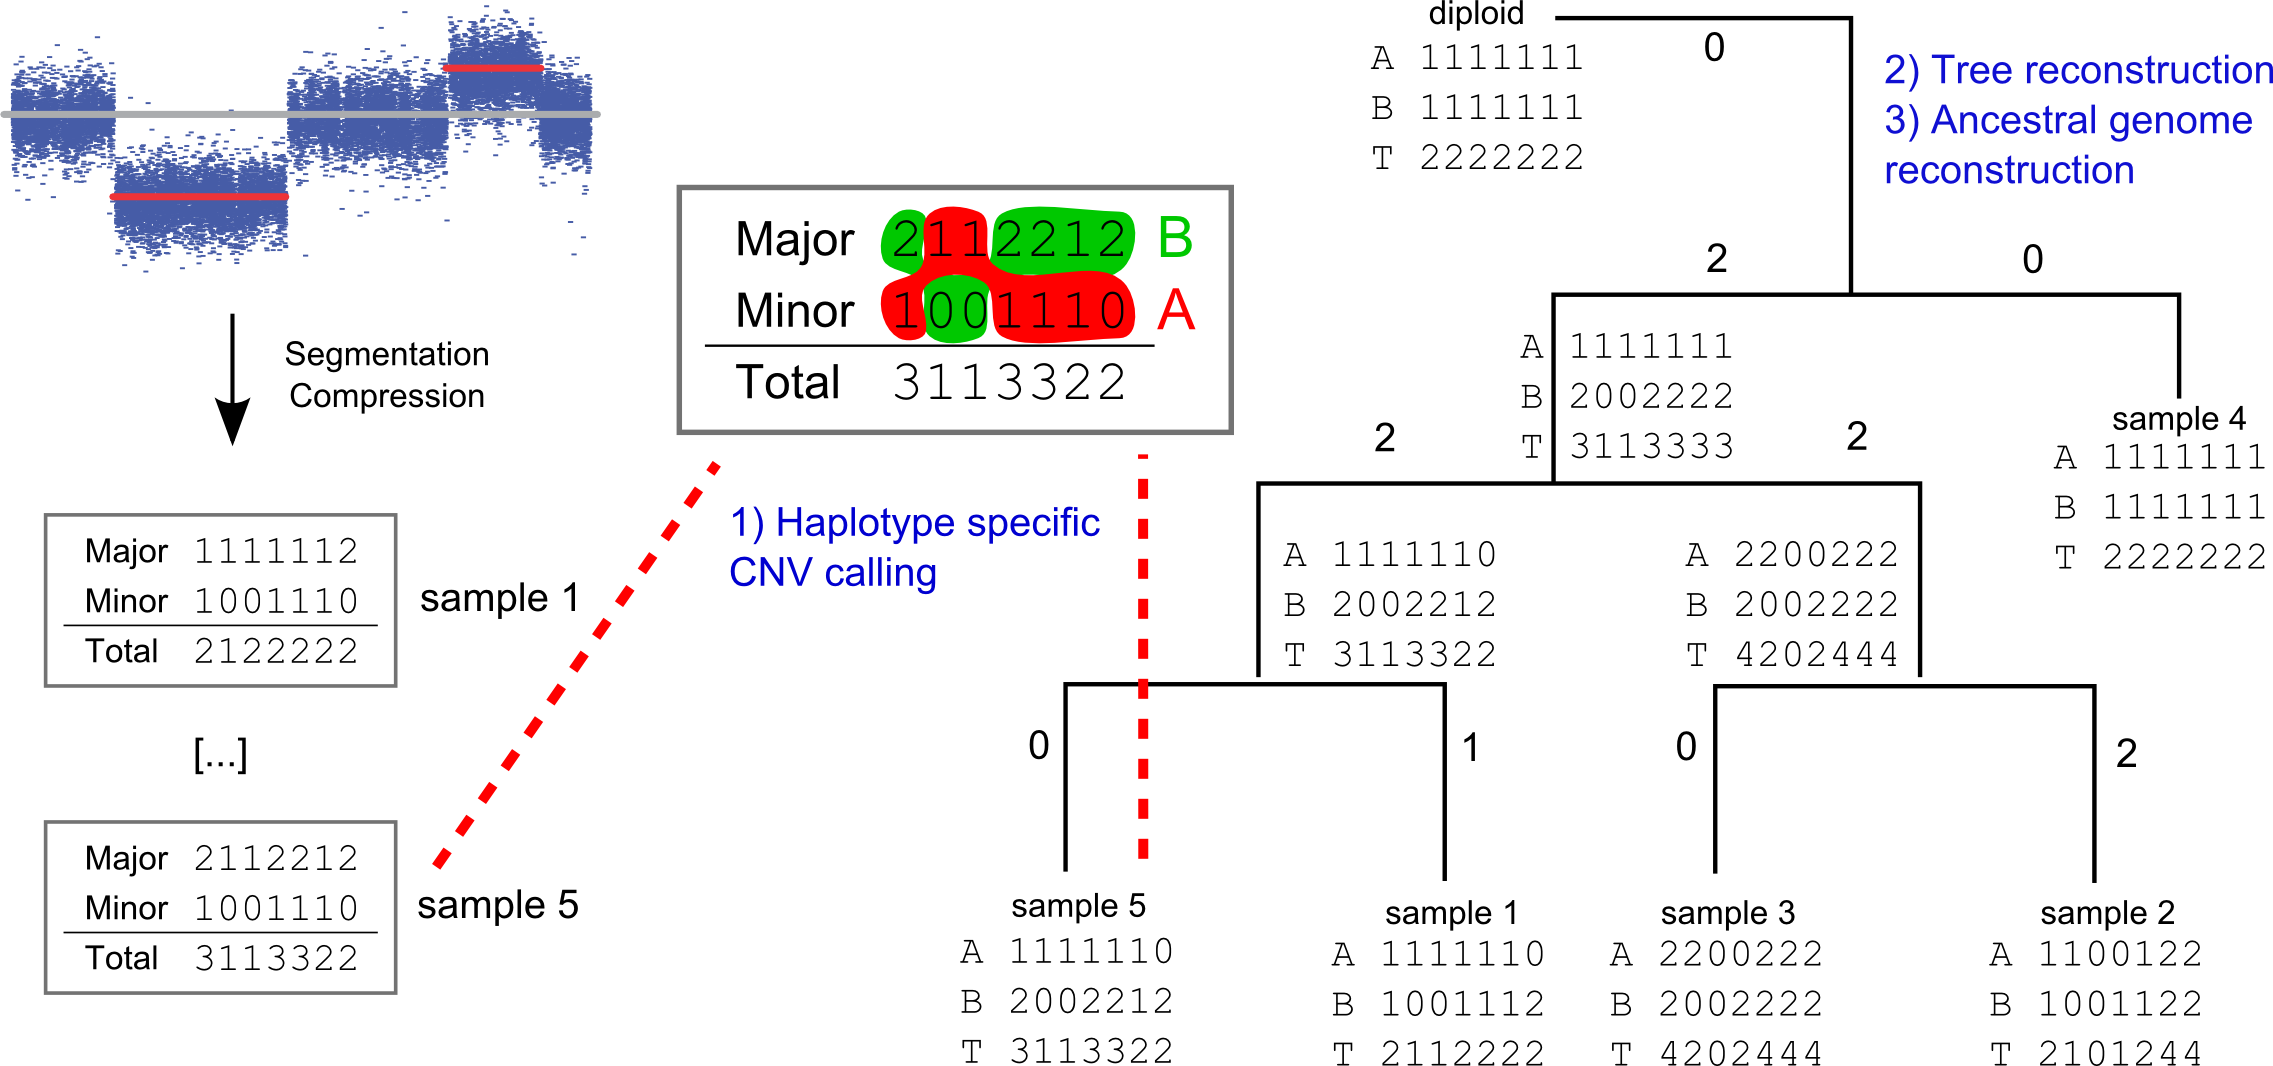 Segmentation
Compression
Major 1111112
Minor 1001110
Total 2122222
sample 1
[...]
Major 2112212
Minor 1001110
Total 3113322
sample 5
Major 2112212 B
Minor 1001110 A
Total 3113322
1) Haplotype specific
CNV calling
diploid
A 1111111
B 1111111
T 2222222
0
2) Tree reconstruction
3) Ancestral genome
reconstruction
2
0
A 1111111
B 2002222
T 3113333
sample 4
A 1111111
B 1111111
T 2222222
2
2
A 1111110
B 2002212
T 3113322
A 2200222
B 2002222
T 4202444
0
1
0
2
sample 5
A 1111110
B 2002212
T 3113322
sample 1
A 1111110
B 1001112
T 2112222
sample 3
A 2200222
B 2002222
T 4202444
sample 2
A 1100122
B 1001122
T 2101244